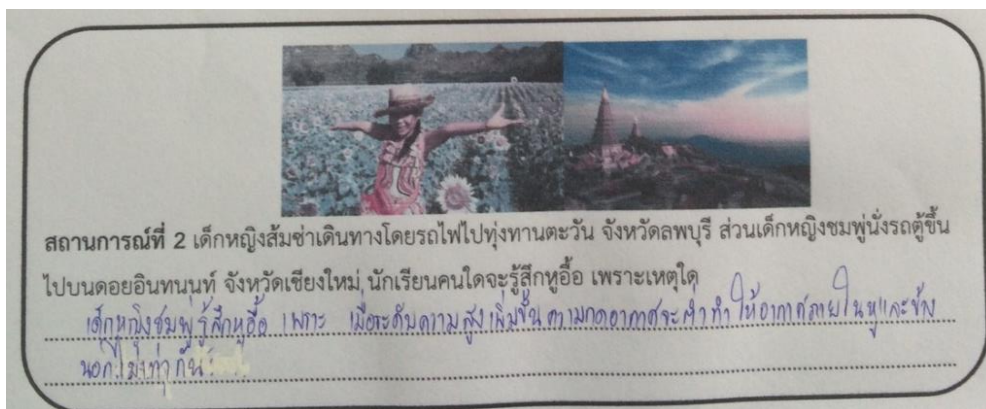 สถานการณ์ที่ 2 เด็กหญิงส้มซ่าเดินทางโดยรถไฟไปทุ่งทานตะวัน จังหวัดลพบุรี ส่วนเด็กหญิงชมพู่นั่งรถตู้ขึ้น
ไปบนดอยอินทนนท์ จังหวัดเชียงใหม่ นักเรียนคนใดจะรู้สึกหูอื้อ เพราะเหตุใด
เด็กหญิงชมพู่รู้สึกหูอื้อ เพราะ เมื่อระดับความสูงเพิ่มขึ้นความกดอากาศจะต่ำทำให้อากาศภายในหูและข้าง
นอกไม่เท่ากัน